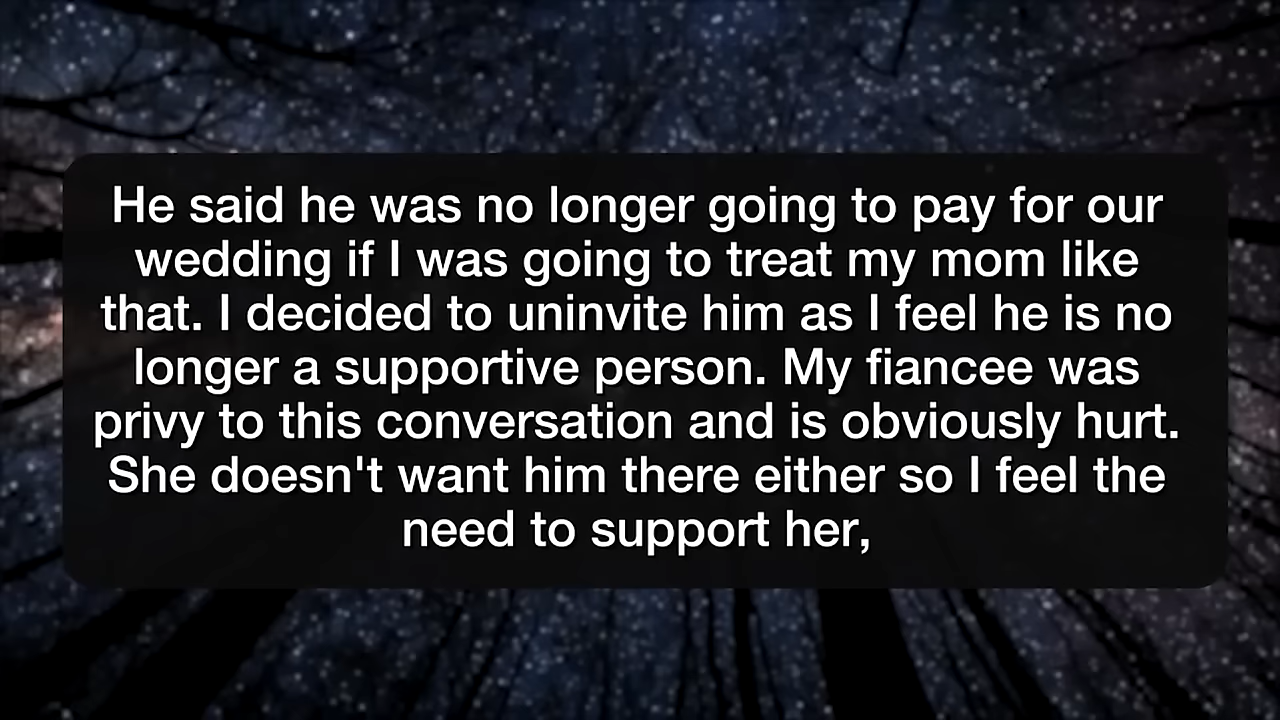 He said he was no longer going to pay for our
wedding if I was going to treat my mom like
that. I decided to uninvite him as I feel he is no
longer a supportive person. My fiancee was
privy to this conversation and is obviously hurt.
She doesn't want him there either so I feel the
need to support her,